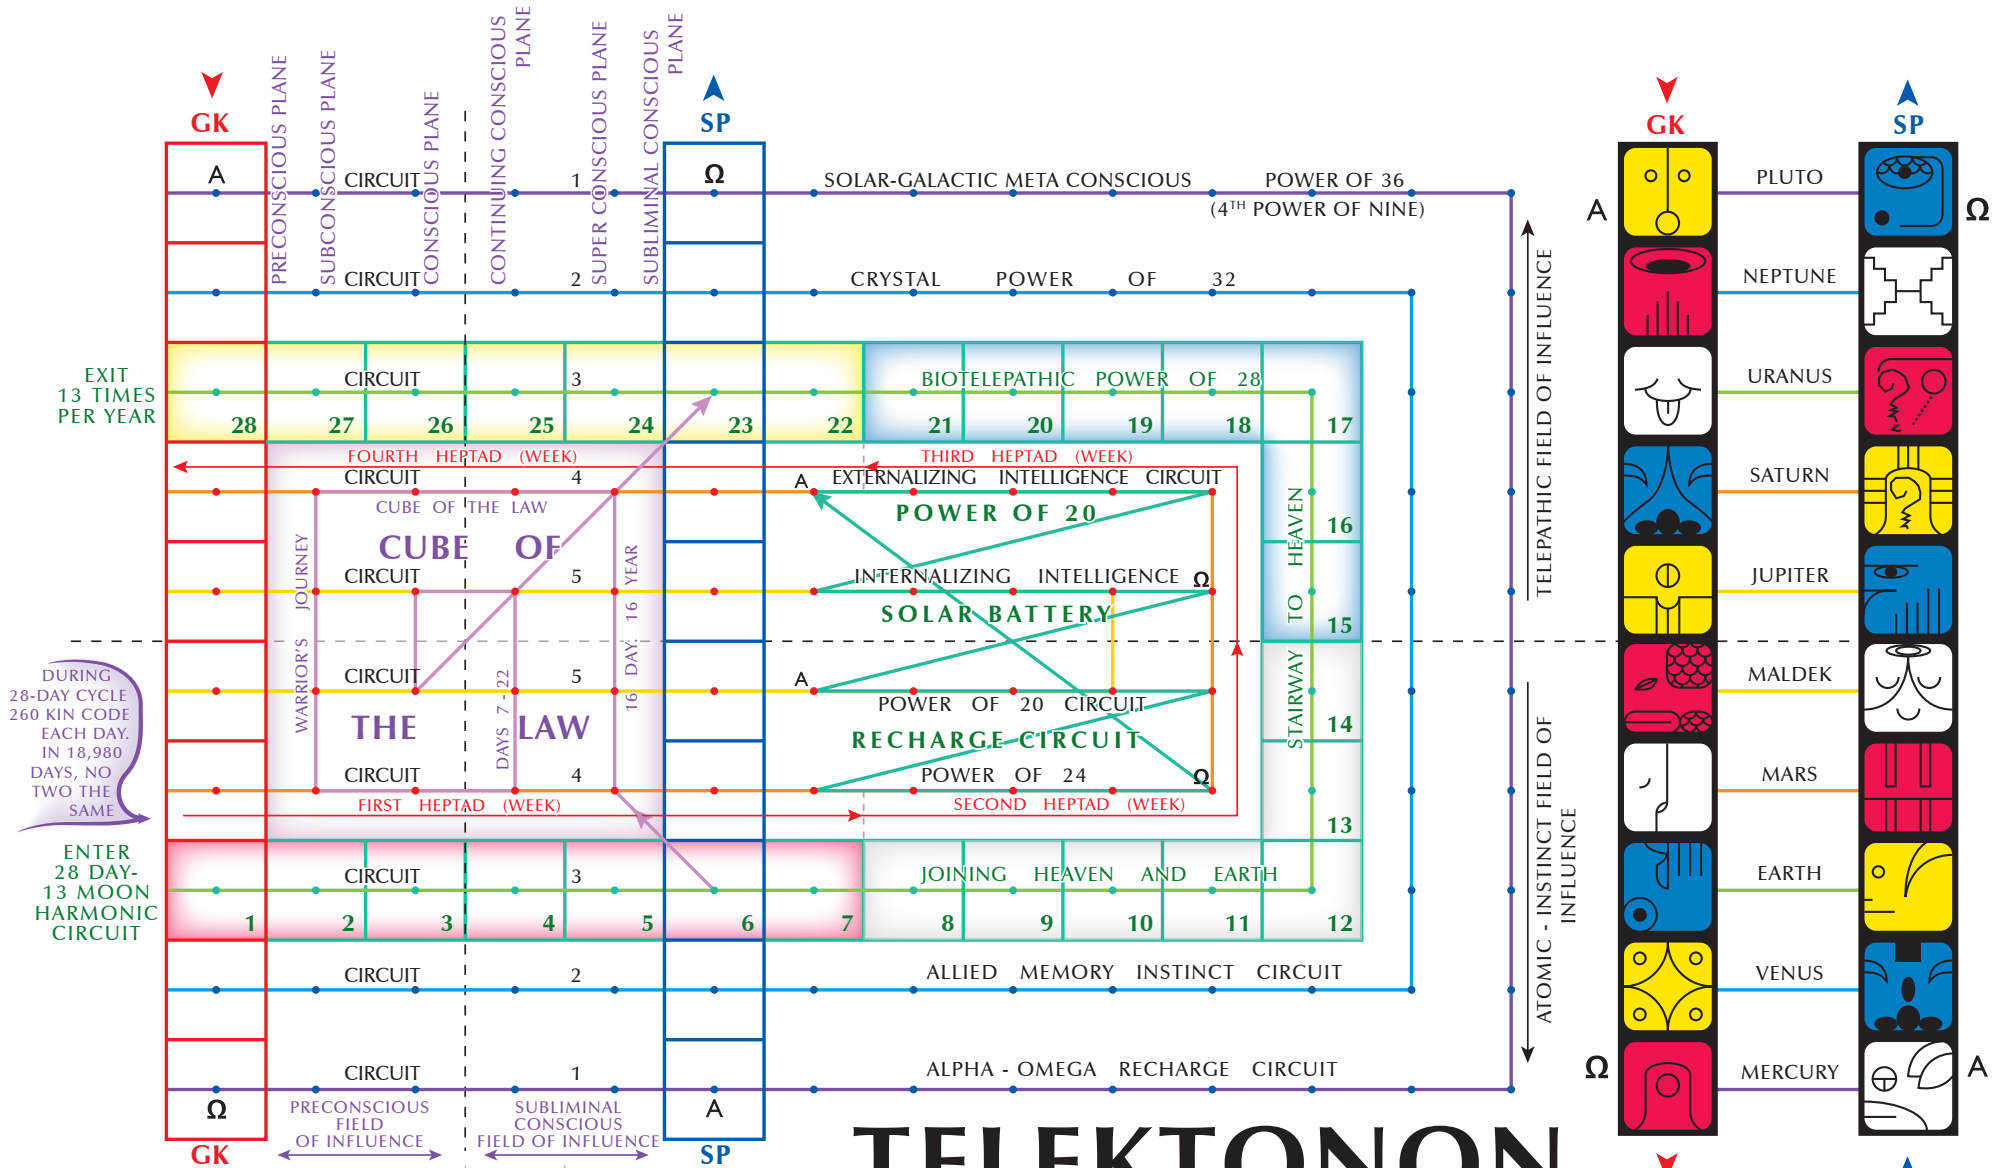 GK
PRECONSCIOUS PLANE
SUBCONSCIOUS PLANE
CONSCIOUS PLANE
CONTINUING CONSCIOUS
PLANE
SUPER CONSCIOUS PLANE
SUBLIMINAL CONSCIOUS
PLANE
SP
A
CIRCUIT 1
Ω
SOLAR-GALACTIC META CONSCIOUS POWER OF 36
(4TH POWER OF NINE)
CIRCUIT 2
CRYSTAL POWER OF 32
EXIT
13 TIMES
PER YEAR
CIRCUIT 3
BIOTELEPATHIC POWER OF 28
28 27 26 25 24 23 22 21 20 19 18 17
FOURTH HEPTAD (WEEK)
THIRD HEPTAD (WEEK)
CIRCUIT 4
A
EXTERNALIZING INTELLIGENCE CIRCUIT
CUBE OF THE LAW
POWER OF 20
16
CUBE OF
CIRCUIT 5
INTERNALIZING INTELLIGENCE
Ω
SOLAR BATTERY
15
WARRIOR'S JOURNEY
DAYS 7 - 22
16 DAY. 16 YEAR
STAIRWAY TO HEAVEN
CIRCUIT 5
A
POWER OF 20 CIRCUIT
THE LAW
RECHARGE CIRCUIT
14
CIRCUIT 4
POWER OF 24
Ω
FIRST HEPTAD (WEEK)
SECOND HEPTAD (WEEK)
13
DURING
28-DAY CYCLE
260 KIN CODE
EACH DAY.
IN 18,980
DAYS, NO
TWO THE
SAME
ENTER
28 DAY-
13 MOON
HARMONIC
CIRCUIT
CIRCUIT 3
JOINING HEAVEN AND EARTH
1 2 3 4 5 6 7 8 9 10 11 12
CIRCUIT 2
ALLIED MEMORY INSTINCT CIRCUIT
CIRCUIT 1
ALPHA - OMEGA RECHARGE CIRCUIT
Ω
PRECONSCIOUS
FIELD
OF INFLUENCE
SUBLIMINAL
CONSCIOUS
FIELD OF INFLUENCE
A
GK
SP
TELEKTONON
TELEPATHIC FIELD OF INFLUENCE
ATOMIC - INSTINCT FIELD OF
INFLUENCE
GK
SP
A
PLUTO
Ω
NEPTUNE
URANUS
SATURN
JUPITER
MALDEK
MARS
EARTH
VENUS
Ω
MERCURY
A